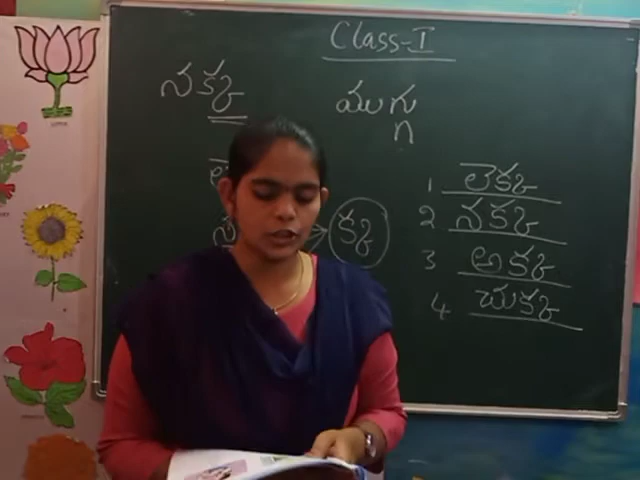 Class-I
నక్క
ముగ్గు
గ
1 లెక్క
2 నక్క
క్క
3 అక్క
4 చుక్క